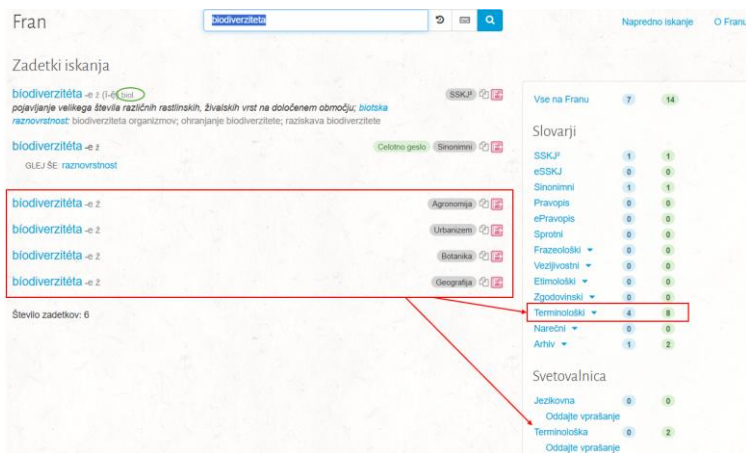 Fran
biodiverziteta
Napredno iskanje
O Franu
Zadetki iskanja
biodiverzitéta -e ž (ȋ-ẹ̑) biol.
SSKJ²
pojavljanje velikega števila različnih rastlinskih, živalskih vrst na določenem območju; biotska
raznovrstnost: biodiverziteta organizmov; ohranjanje biodiverzitete; raziskava biodiverzitete
biodiverzitéta -e ž
Celotno geslo Sinonimni
GLEJ ŠE: raznovrstnost
biodiverzitéta -e ž
Agronomija
biodiverzitéta -e ž
Urbanizem
biodiverzitéta -e ž
Botanika
biodiverzitéta -e ž
Geografija
Število zadetkov: 6
Vse na Franu 7 14
Slovarji
SSKJ² 1 1
eSSKJ 0 0
Sinonimni 1 1
Pravopis 0 0
ePravopis 0 0
Sprotni 0 0
Frazeološki 0 0
Vezljivostni 0 0
Etimološki 0 0
Zgodovinski 0 0
Terminološki 4 8
Narečni 0 0
Arhiv 1 2
Svetovalnica
Jezikovna 0 0
Oddajte vprašanje
Terminološka 0 2
Oddajte vprašanje